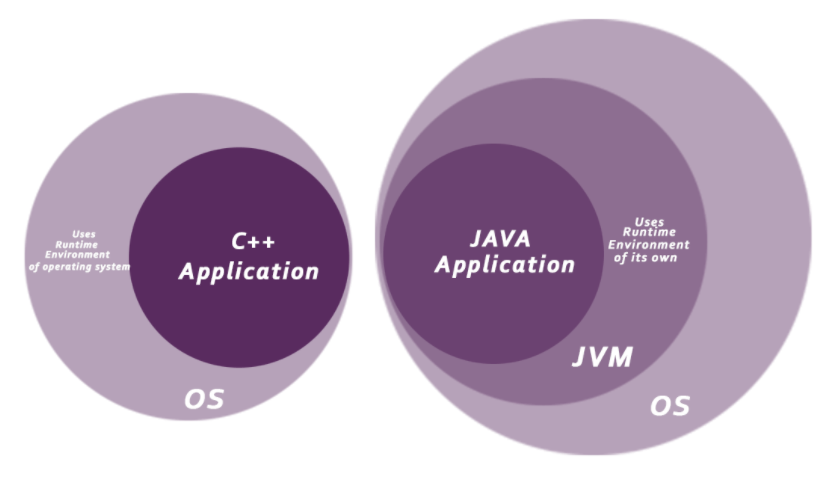 Uses
Runtime
Environment
of operating system
C++
Application
OS
JAVA
Application
Uses
Runtime
Environment
of its own
JVM
OS